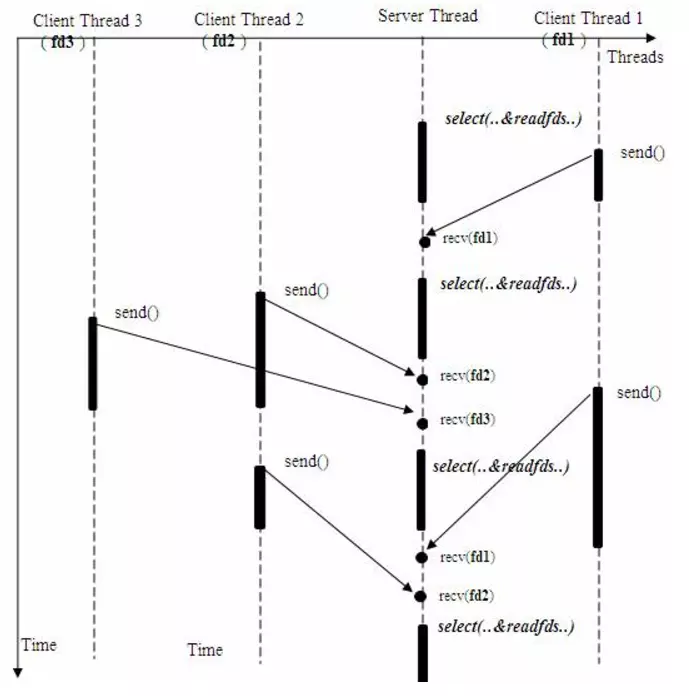 Client Thread 3
Client Thread 2
Server Thread
Client Thread 1
( fd3 )
( fd2 )
( fd1 )
Threads
select(..&readfds..)
send()
recv(fd1)
select(..&readfds..)
send()
send()
recv(fd2)
send()
recv(fd3)
send()
select(..&readfds..)
recv(fd1)
recv(fd2)
select(..&readfds..)
Time
Time